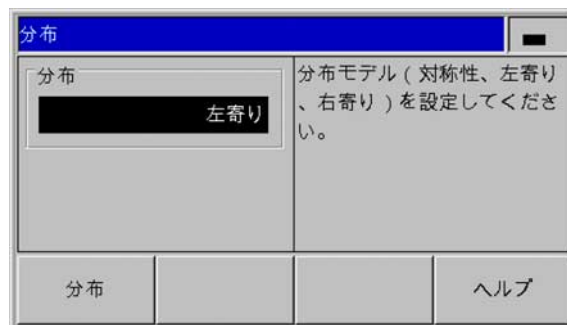 分布
分布
左寄り
分布モデル ( 対称性、左寄り
、右寄り ) を設定してくださ
い。
分布
ヘルプ